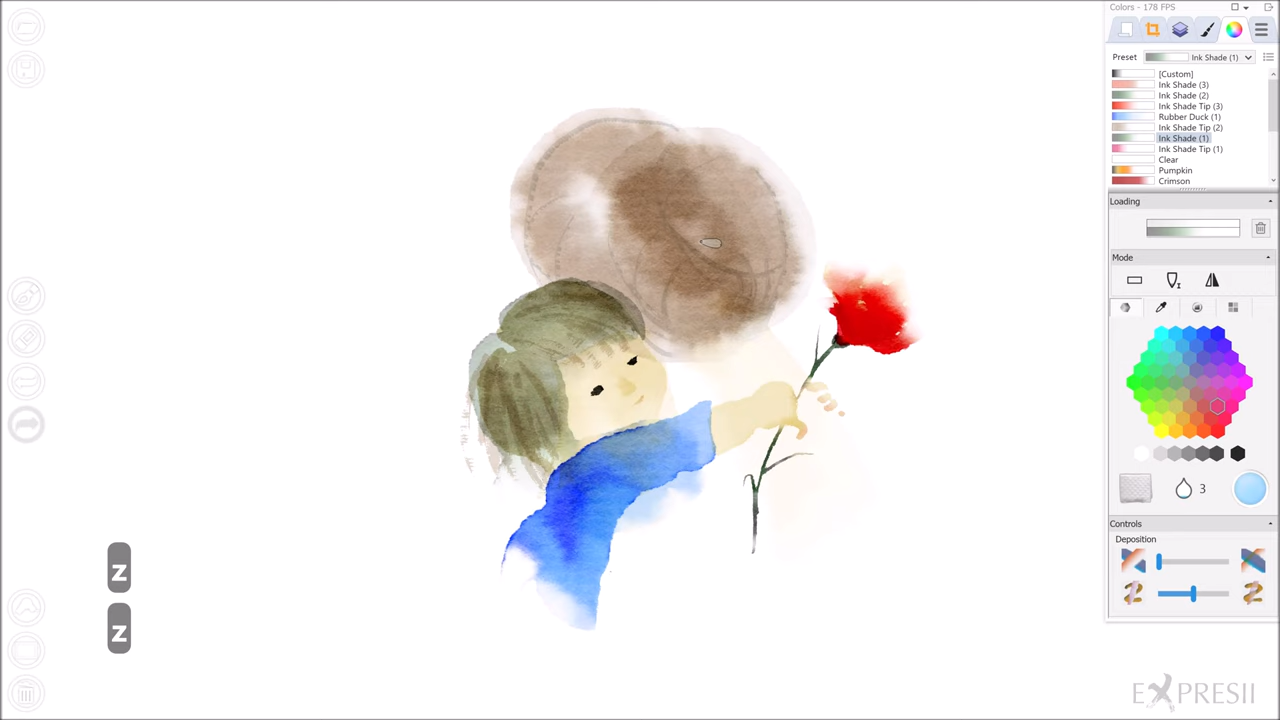 Colors - 178 FPS
Preset
Ink Shade (1)
[Custom]
Ink Shade (3)
Ink Shade (2)
Ink Shade Tip (3)
Rubber Duck (1)
Ink Shade Tip (2)
Ink Shade (1)
Ink Shade Tip (1)
Clear
Pumpkin
Crimson
Loading
Mode
3
Controls
Deposition
z
z
EXPRESII